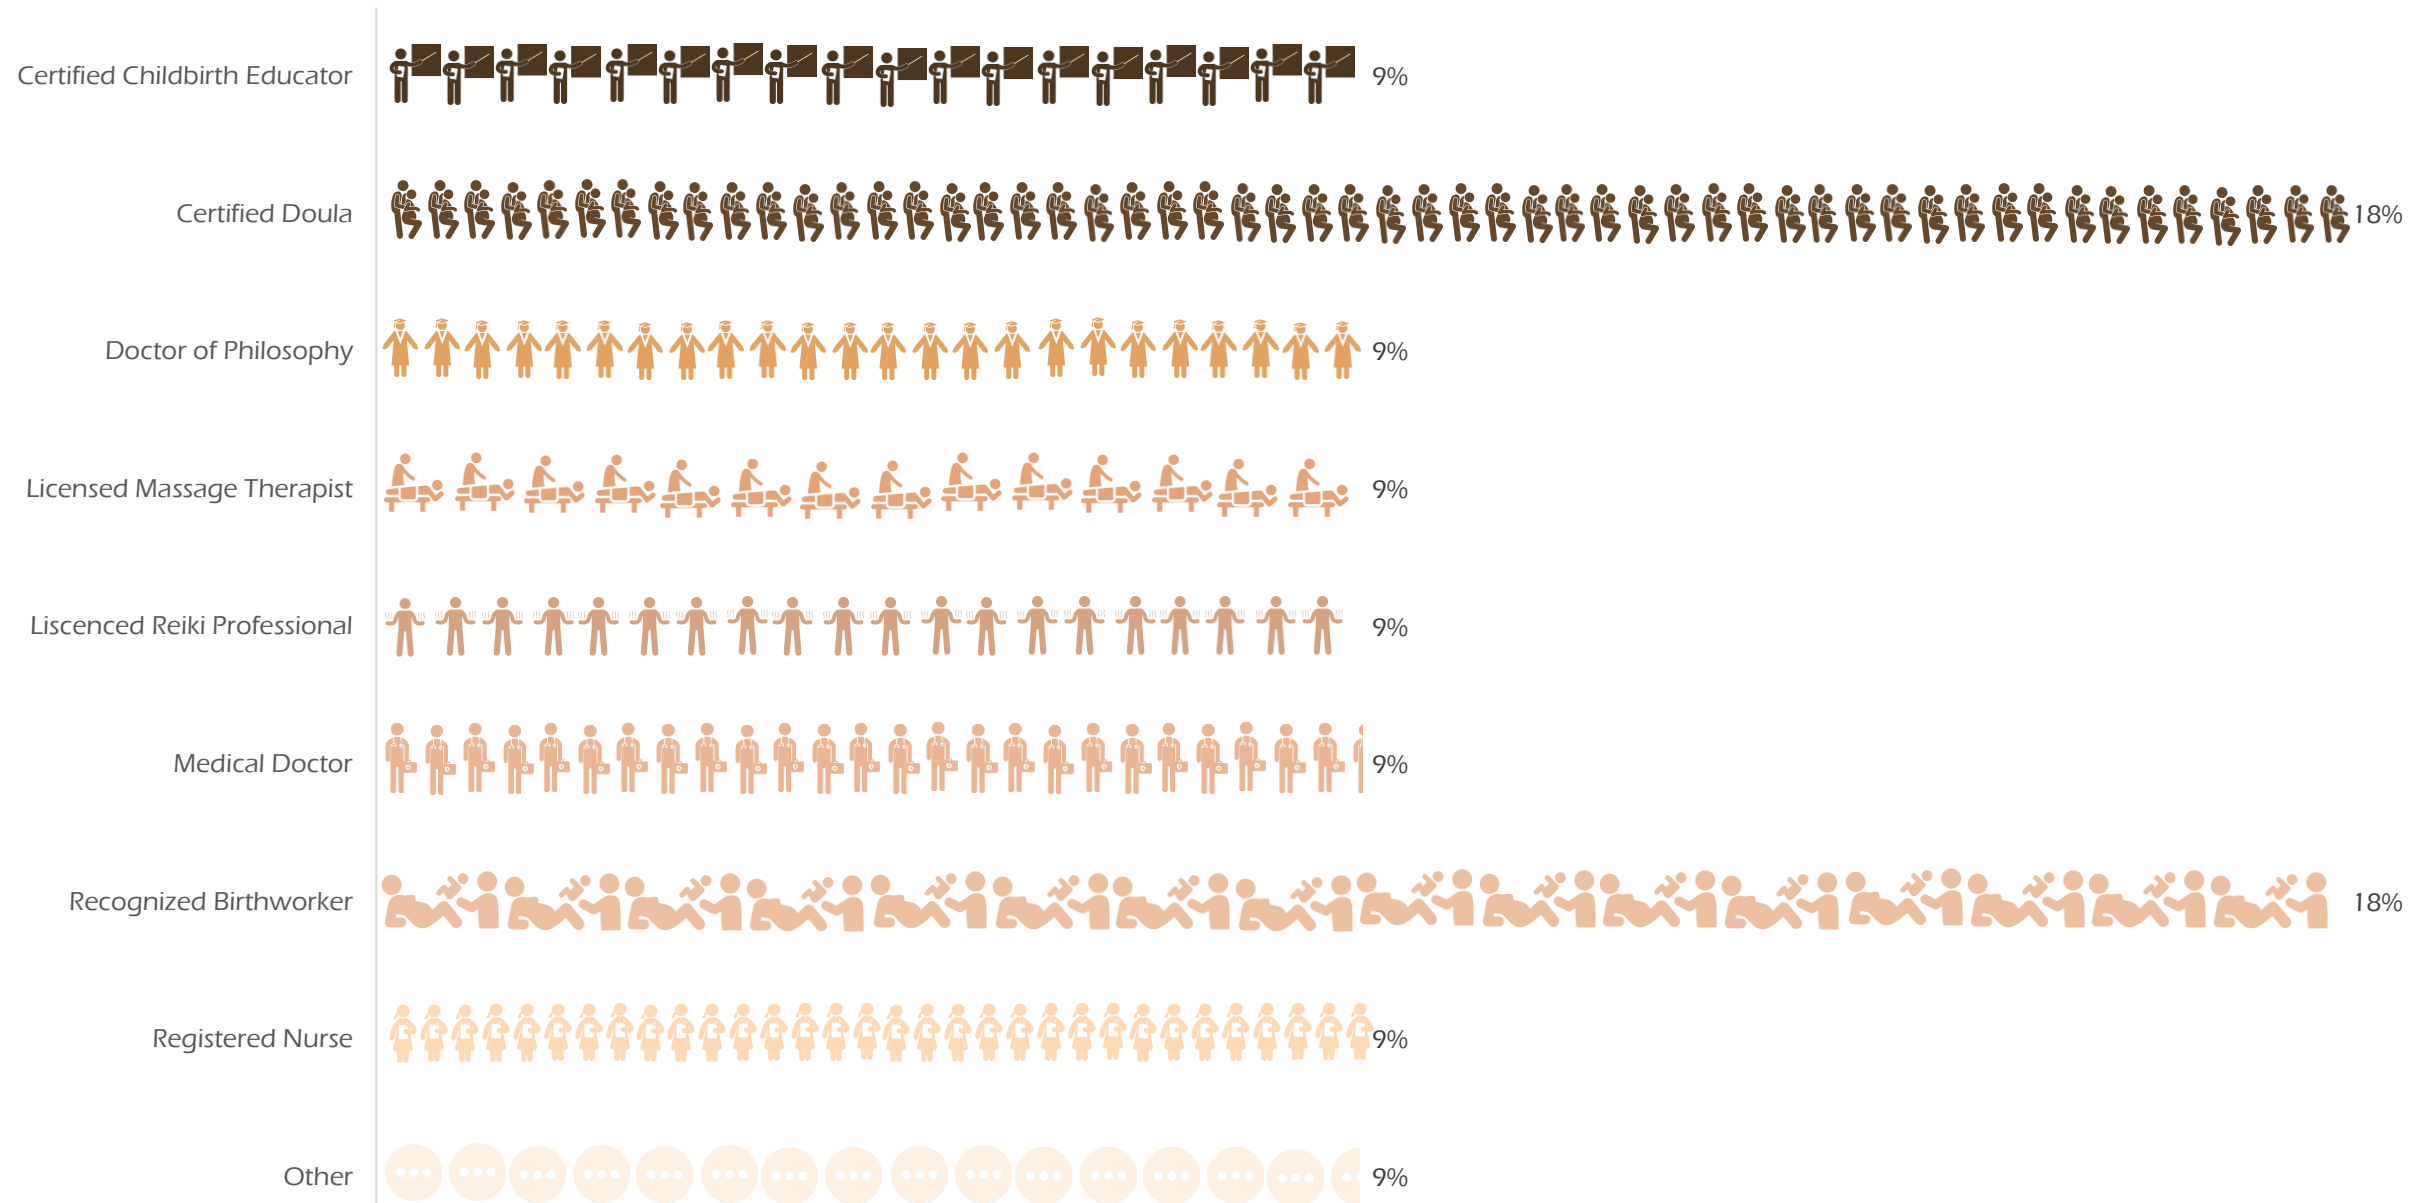 Certified Childbirth Educator 9%
Certified Doula 18%
Doctor of Philosophy 9%
Licensed Massage Therapist 9%
Liscenced Reiki Professional 9%
Medical Doctor 9%
Recognized Birthworker 18%
Registered Nurse 9%
Other 9%